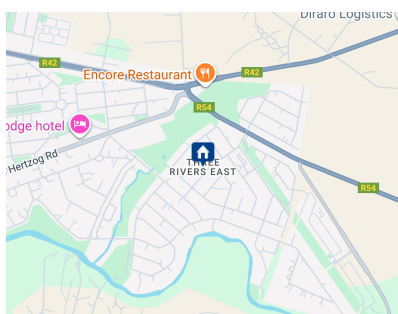 Diraro Logistics
R42
R42
Encore Restaurant
R54
odge hotel
Hertzog Rd
THREE
RIVERS EAST
R54